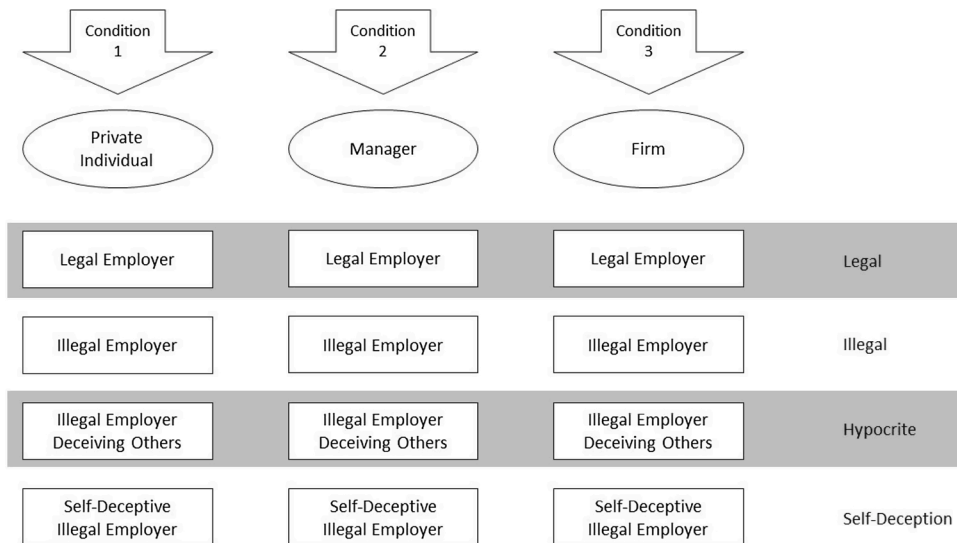 Condition
1
Condition
2
Condition
3
Private
Individual
Manager
Firm
Legal Employer
Legal Employer
Legal Employer
Legal
Illegal Employer
Illegal Employer
Illegal Employer
Illegal
Illegal Employer
Deceiving Others
Illegal Employer
Deceiving Others
Illegal Employer
Deceiving Others
Hypocrite
Self-Deceptive
Illegal Employer
Self-Deceptive
Illegal Employer
Self-Deceptive
Illegal Employer
Self-Deception